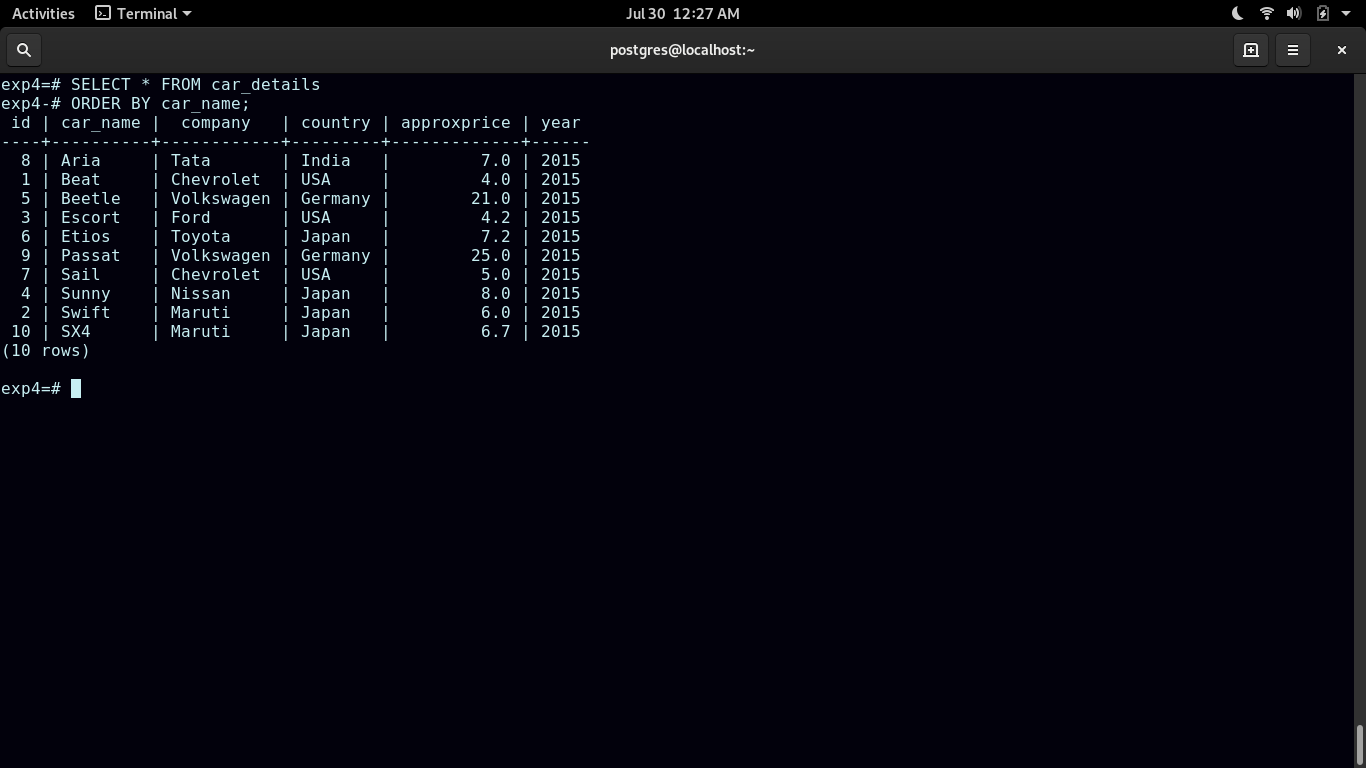 Activities Terminal Jul 30 12:27 AM
postgres@localhost:~
exp4=# SELECT * FROM car_details
exp4-# ORDER BY car_name;
 id | car_name |  company   | country | approxprice | year
----+----------+------------+---------+-------------+------
  8 | Aria     | Tata       | India   |         7.0 | 2015
  1 | Beat     | Chevrolet  | USA     |         4.0 | 2015
  5 | Beetle   | Volkswagen | Germany |        21.0 | 2015
  3 | Escort   | Ford       | USA     |         4.2 | 2015
  6 | Etios    | Toyota     | Japan   |         7.2 | 2015
  9 | Passat   | Volkswagen | Germany |        25.0 | 2015
  7 | Sail     | Chevrolet  | USA     |         5.0 | 2015
  4 | Sunny    | Nissan     | Japan   |         8.0 | 2015
  2 | Swift    | Maruti     | Japan   |         6.0 | 2015
 10 | SX4      | Maruti     | Japan   |         6.7 | 2015
(10 rows)
exp4=#